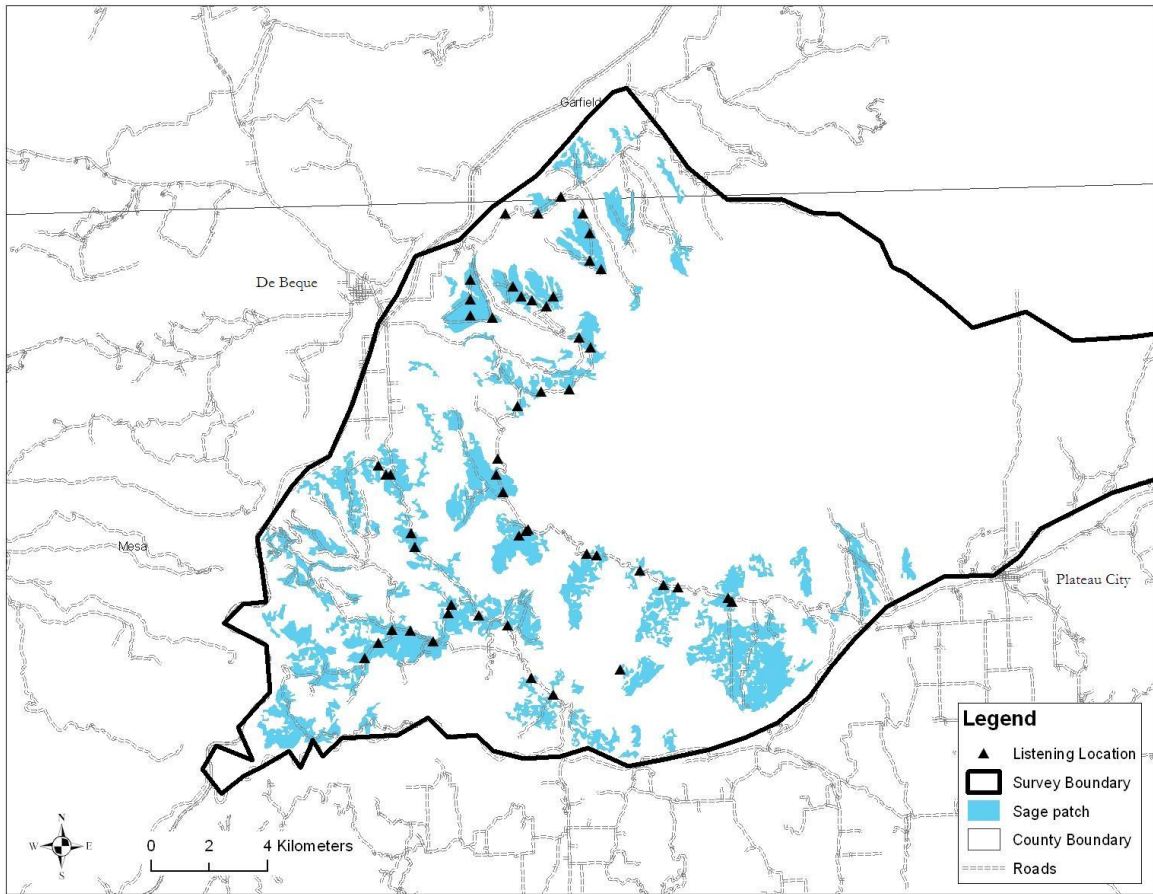 Garfield
De Beque
Mesa
Plateau City
Legend
Listening Location
Survey Boundary
Sage patch
County Boundary
Roads
N
W E
S
0 2 4 Kilometers